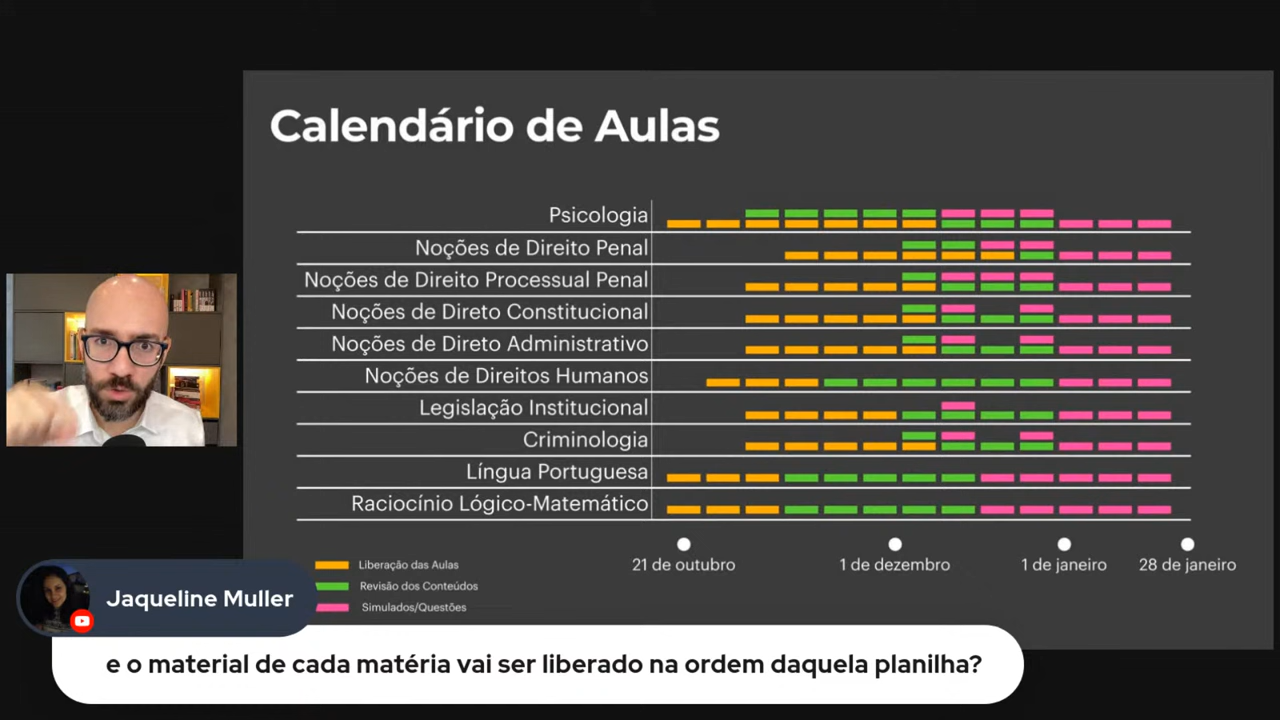 Calendário de Aulas
Psicologia
Noções de Direito Penal
Noções de Direito Processual Penal
Noções de Direto Constitucional
Noções de Direto Administrativo
Noções de Direitos Humanos
Legislação Institucional
Criminologia
Língua Portuguesa
Raciocínio Lógico-Matemático
21 de outubro
1 de dezembro
1 de janeiro
28 de janeiro
Liberação das Aulas
Revisão dos Conteúdos
Simulados/Questões
Jaqueline Muller
e o material de cada matéria vai ser liberado na ordem daquela planilha?